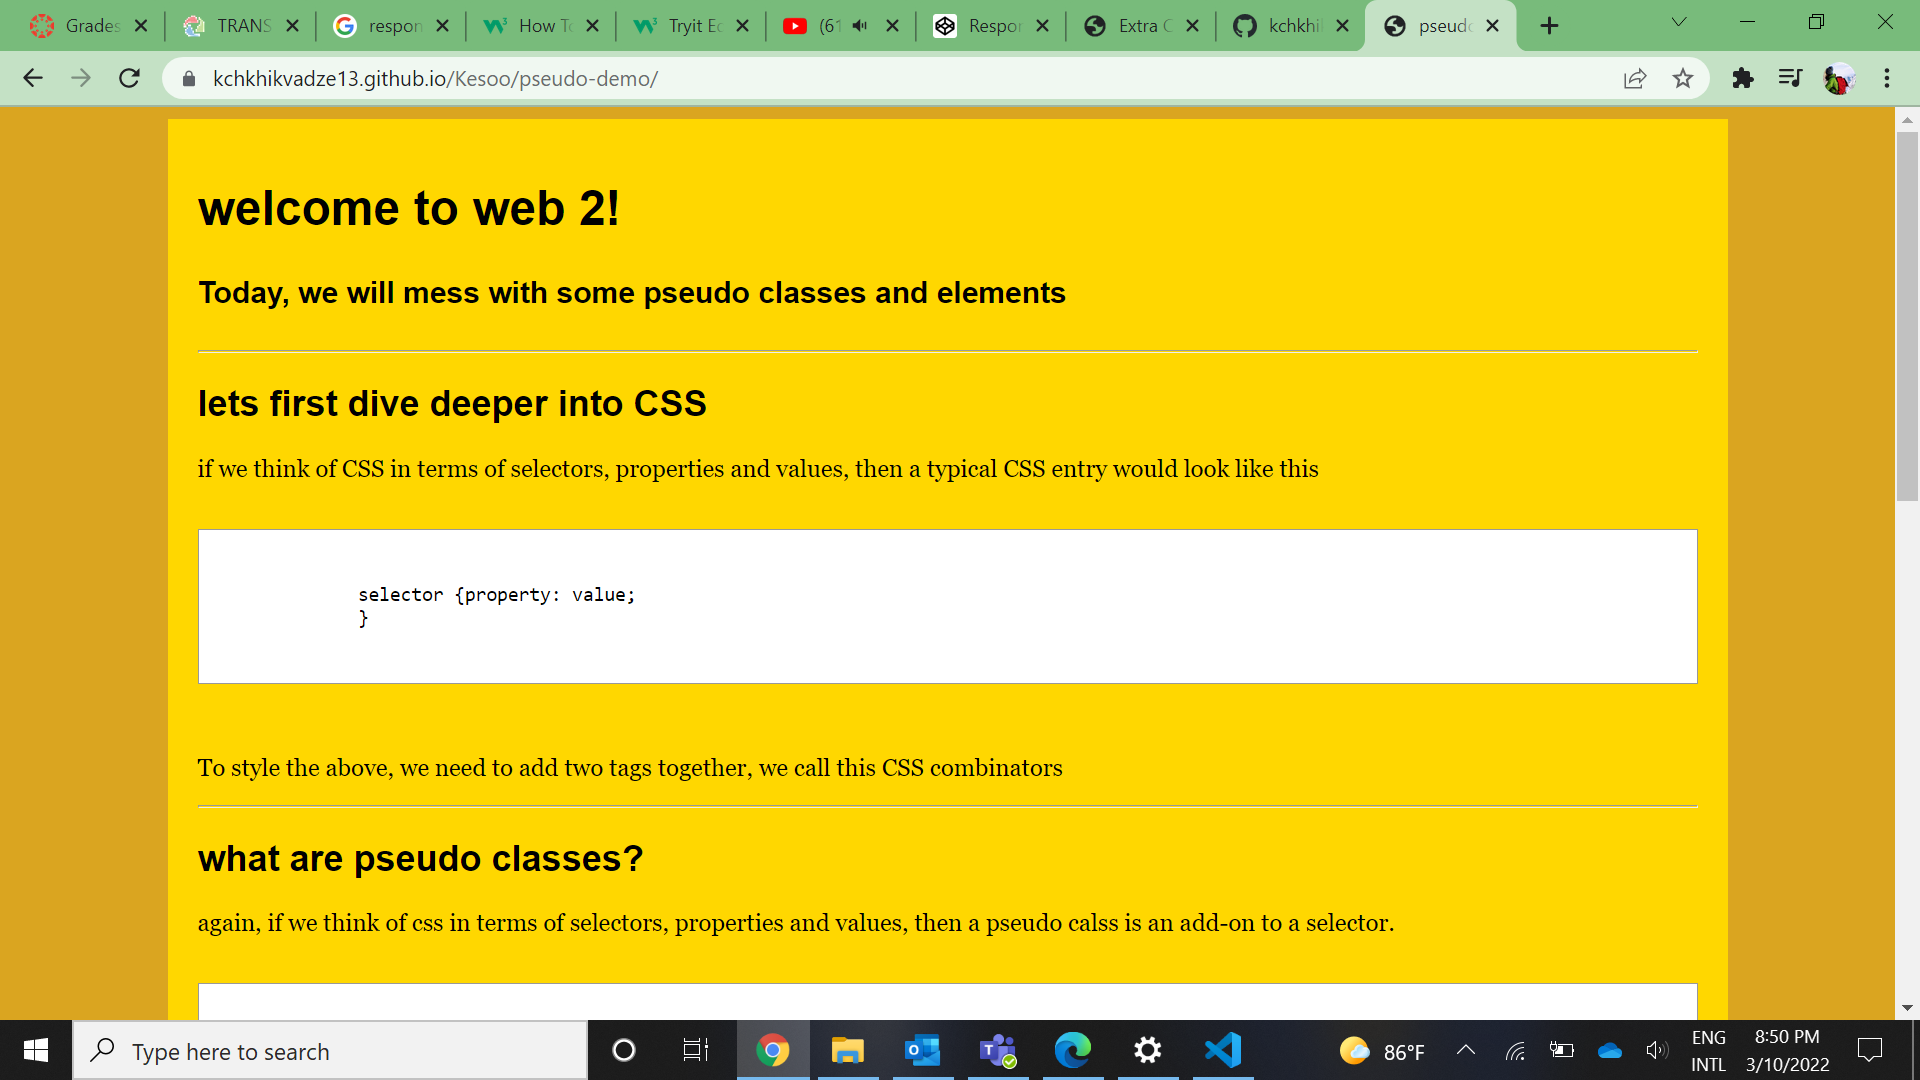 Grades
TRANS
respon
How To
Tryit Ed
(61
Respor
Extra C
kchkhil
pseudo
kchkhikvadze13.github.io/Kesoo/pseudo-demo/
welcome to web 2!
Today, we will mess with some pseudo classes and elements
lets first dive deeper into CSS
if we think of CSS in terms of selectors, properties and values, then a typical CSS entry would look like this
selector {property: value;
}
To style the above, we need to add two tags together, we call this CSS combinators
what are pseudo classes?
again, if we think of css in terms of selectors, properties and values, then a pseudo calss is an add-on to a selector.
Type here to search
86°F
ENG
INTL
8:50 PM
3/10/2022